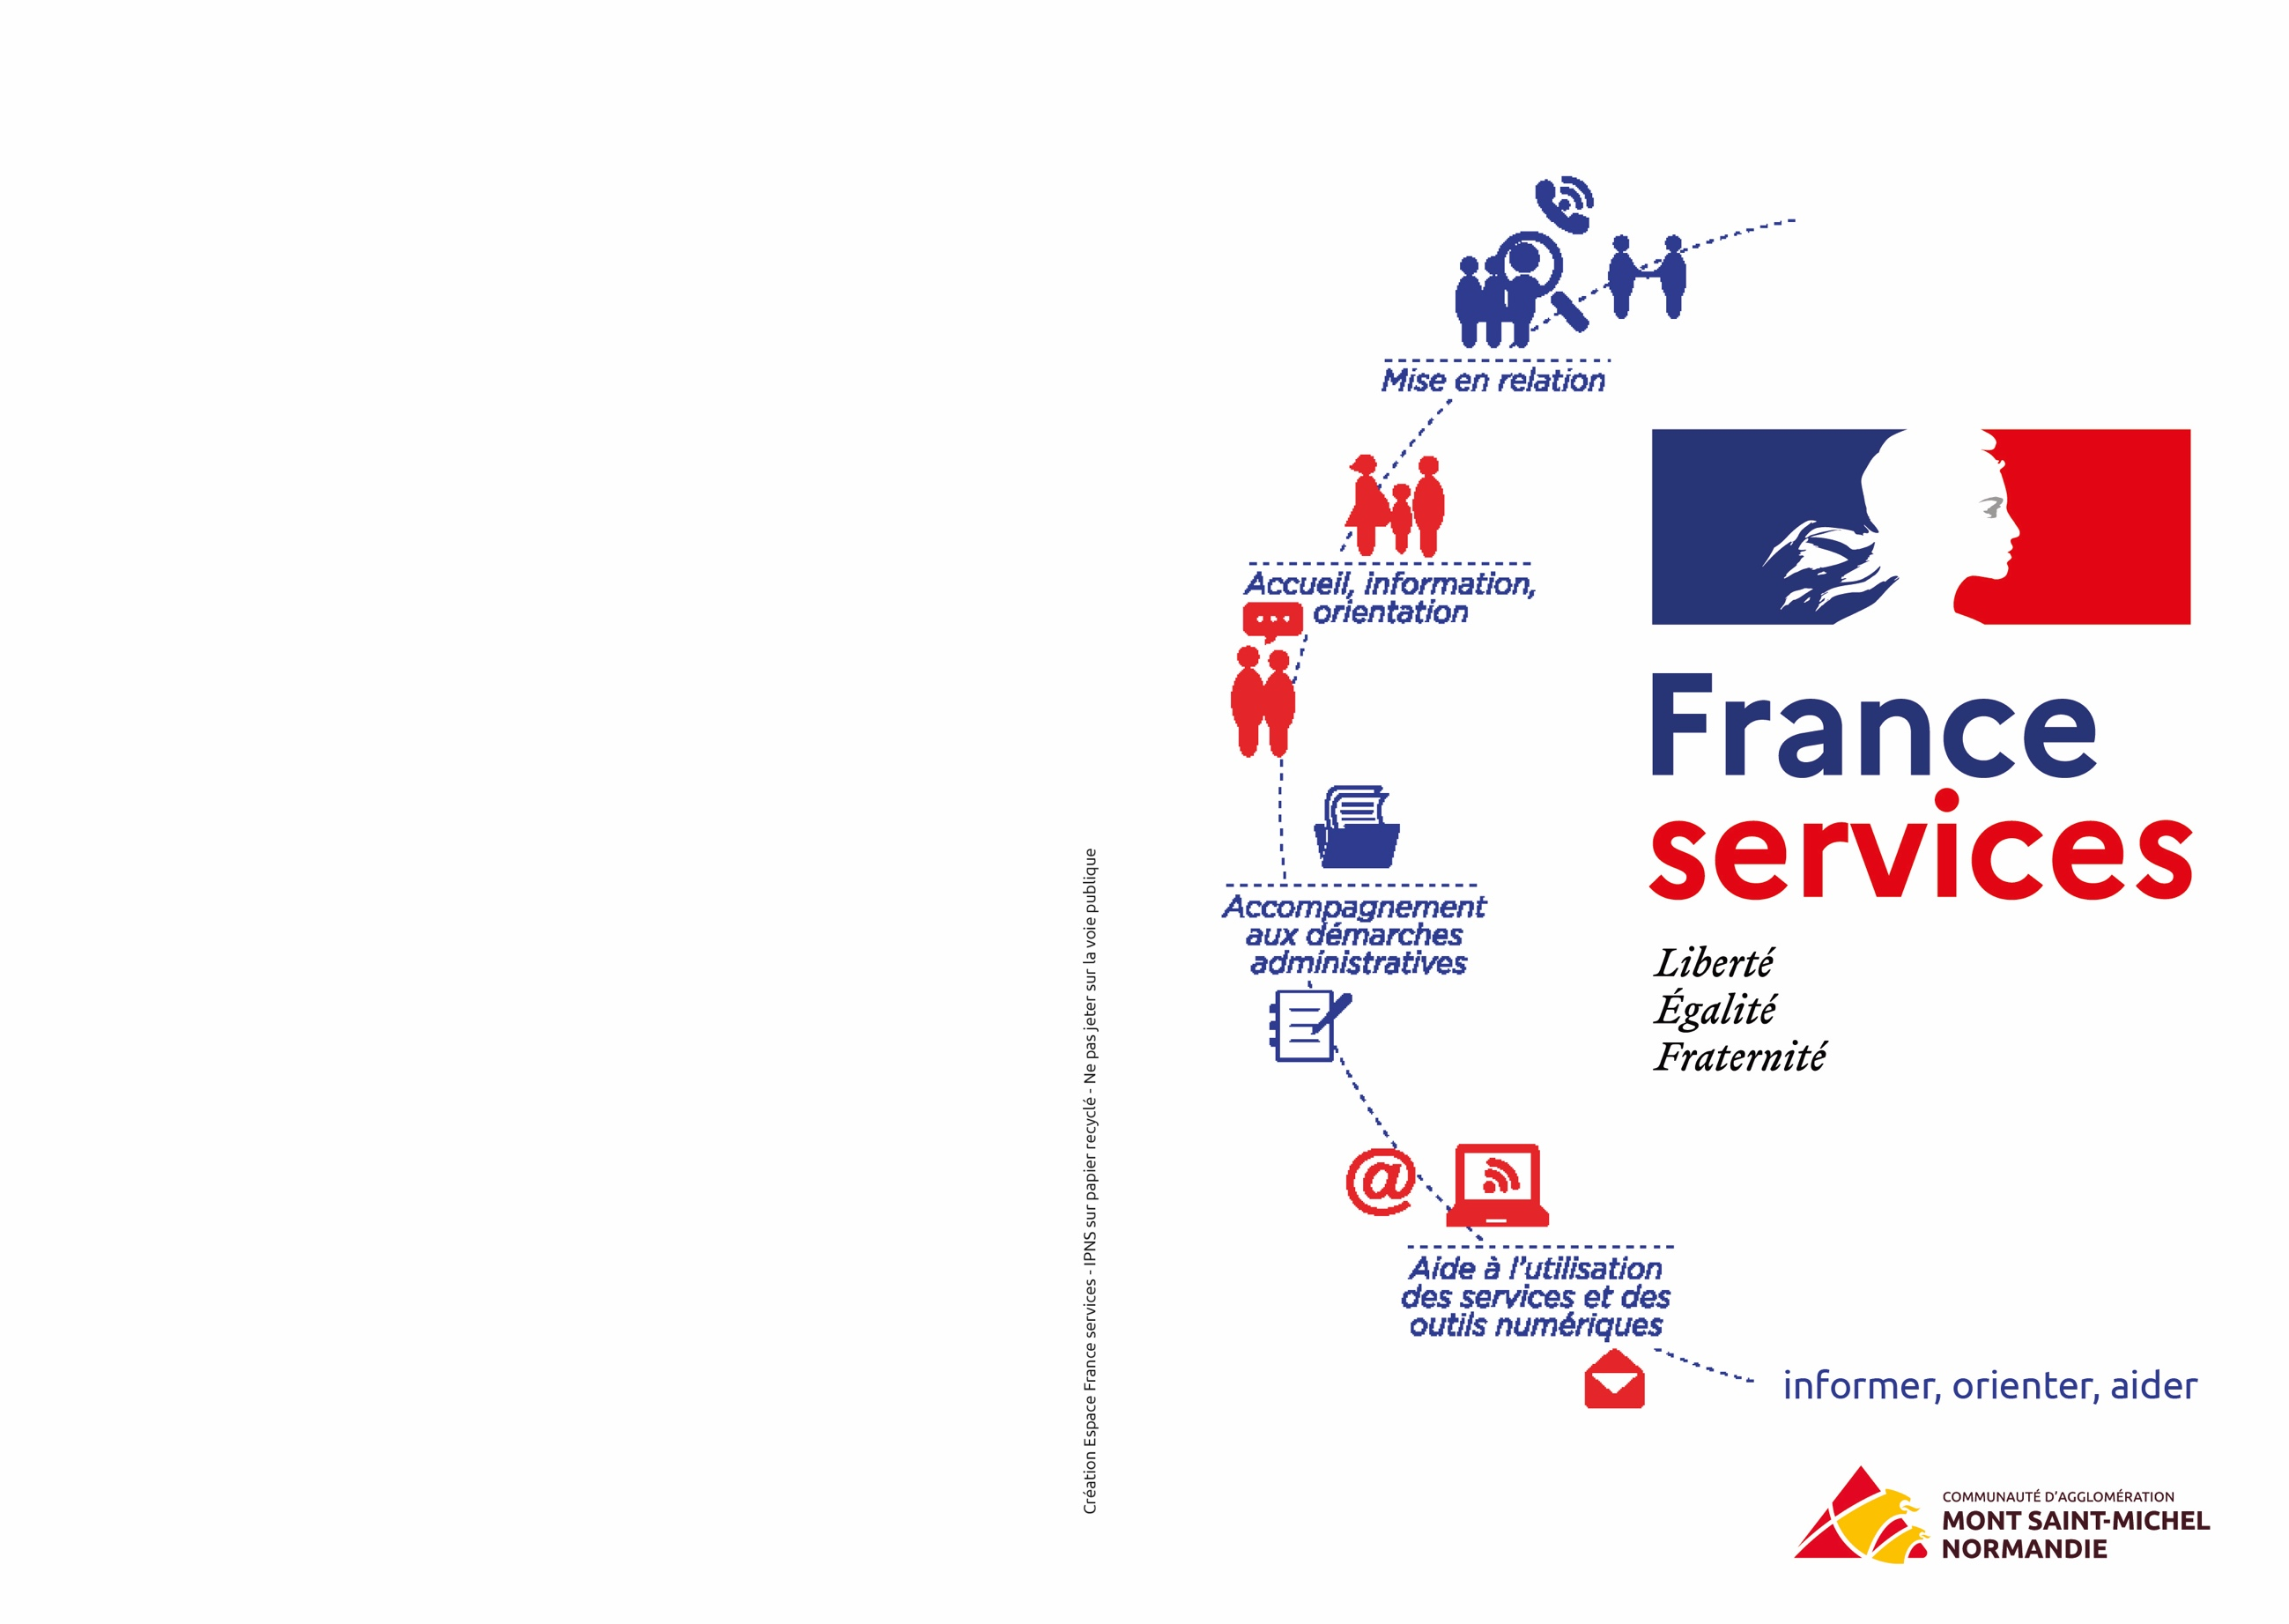 Mise en relation
Accueil, information,
orientation
Accompagnement
aux démarches
administratives
@
Aide à l'utilisation
des services et des
outils numériques
France
services
Liberté
Égalité
Fraternité
informer, orienter, aider
COMMUNAUTÉ D'AGGLOMÉRATION
MONT SAINT-MICHEL
NORMANDIE
Création Espace France services - IPNS sur papier recyclé - Ne pas jeter sur la voie publique